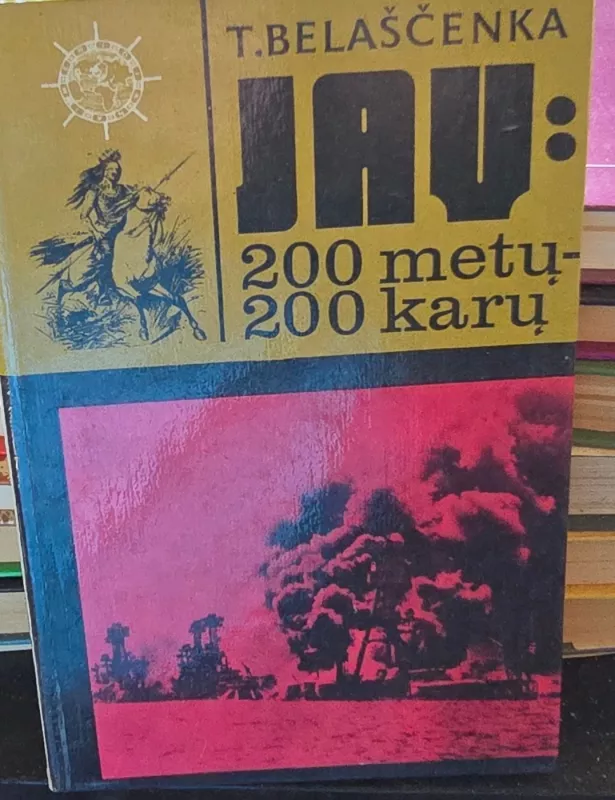 T.BELAŠČENKA
JAV:
200 metų-
200 karų